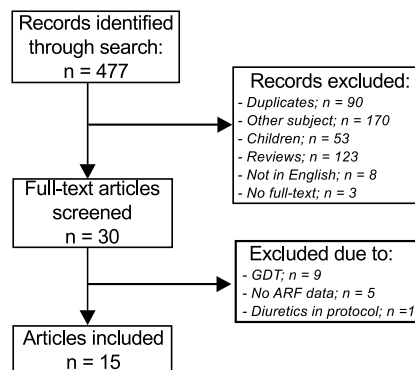 Records identified
through search:
n = 477
Records excluded:
- Duplicates; n = 90
- Other subject; n = 170
- Children; n = 53
- Reviews; n = 123
- Not in English; n = 8
- No full-text; n = 3
Full-text articles
screened
n = 30
Excluded due to:
- GDT; n = 9
- No ARF data; n = 5
- Diuretics in protocol; n =1
Articles included
n = 15